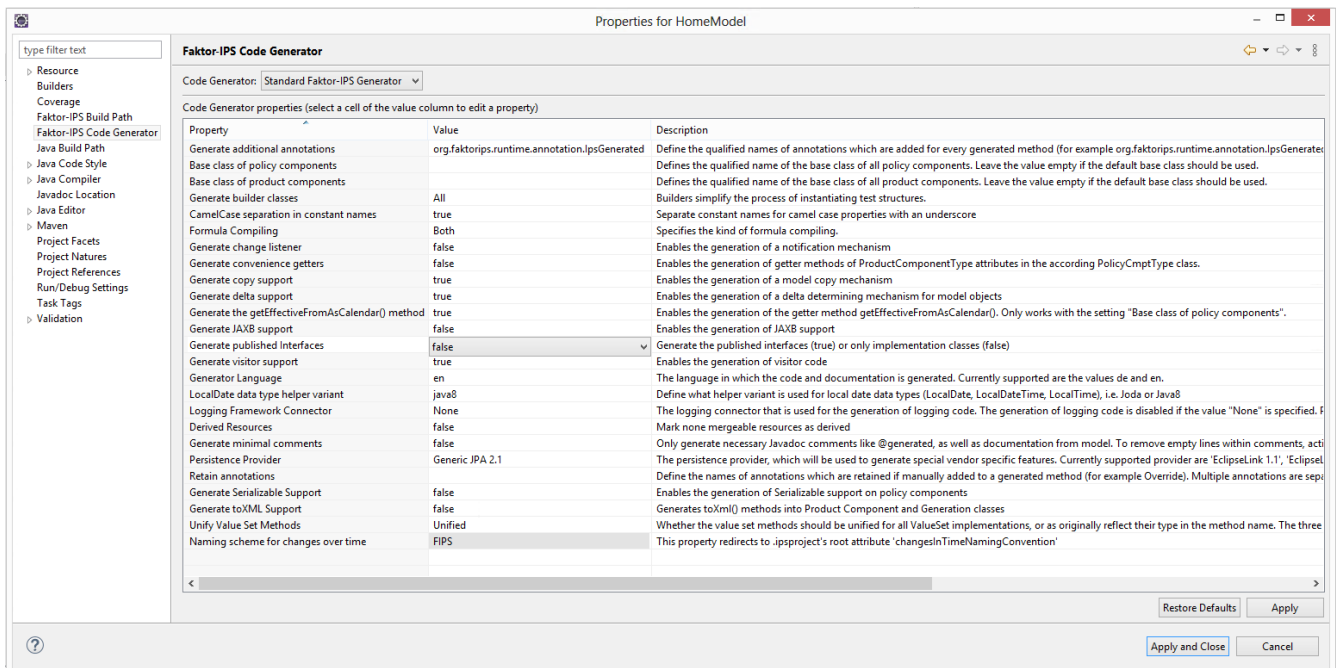 Properties for HomeModel
type filter text
Resource
Builders
Coverage
Faktor-IPS Build Path
Faktor-IPS Code Generator
Java Build Path
Java Code Style
Java Compiler
Javadoc Location
Java Editor
Maven
Project Facets
Project Natures
Project References
Run/Debug Settings
Task Tags
Validation
Faktor-IPS Code Generator
Code Generator: Standard Faktor-IPS Generator
Code Generator properties (select a cell of the value column to edit a property)
Property Value Description
Generate additional annotations org.faktorips.runtime.annotation.IpsGenerated Define the qualified names of annotations which are added for every generated method (for example org.faktorips.runtime.annotation.IpsGenerated
Base class of policy components Defines the qualified name of the base class of all policy components. Leave the value empty if the default base class should be used.
Base class of product components Defines the qualified name of the base class of all product components. Leave the value empty if the default base class should be used.
Generate builder classes All Builders simplify the process of instantiating test structures.
CamelCase separation in constant names true Separate constant names for camel case properties with an underscore
Formula Compiling Both Specifies the kind of formula compiling.
Generate change listener false Enables the generation of a notification mechanism
Generate convenience getters false Enables the generation of getter methods of ProductComponentType attributes in the according PolicyCmptType class.
Generate copy support true Enables the generation of a model copy mechanism
Generate delta support true Enables the generation of a delta determining mechanism for model objects
Generate the getEffectiveFromAsCalendar() method true Enables the generation of the getter method getEffectiveFromAsCalendar(). Only works with the setting "Base class of policy components".
Generate JAXB support false Enables the generation of JAXB support
Generate published Interfaces false Generate the published interfaces (true) or only implementation classes (false)
Generate visitor support true Enables the generation of visitor code
Generator Language en The language in which the code and documentation is generated. Currently supported are the values de and en.
LocalDate data type helper variant java8 Define what helper variant is used for local date data types (LocalDate, LocalDateTime, LocalTime), i.e. Joda or Java8
Logging Framework Connector None The logging connector that is used for the generation of logging code. The generation of logging code is disabled if the value "None" is specified.
Derived Resources false Mark none mergeable resources as derived
Generate minimal comments false Only generate necessary Javadoc comments like @generated, as well as documentation from model. To remove empty lines within comments, acti
Persistence Provider Generic JPA 2.1 The persistence provider, which will be used to generate special vendor specific features. Currently supported provider are 'EclipseLink 1.1', 'EclipseL
Retain annotations Define the names of annotations which are retained if manually added to a generated method (for example Override). Multiple annotations are sepa
Generate Serializable Support false Enables the generation of Serializable support on policy components
Generate toXML Support false Generates toXml() methods into Product Component and Generation classes
Unify Value Set Methods Unified Whether the value set methods should be unified for all ValueSet implementations, or as originally reflect their type in the method name. The three
Naming scheme for changes over time FIPS This property redirects to .ipsproject's root attribute 'changesInTimeNamingConvention'
Restore Defaults Apply
Apply and Close Cancel